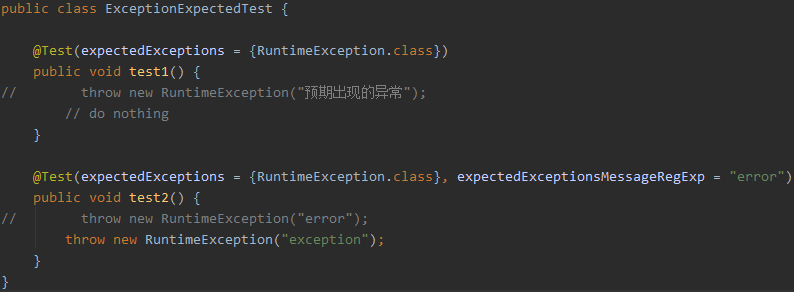 public class ExceptionExpectedTest {
@Test(expectedExceptions = {RuntimeException.class})
public void test1() {
// throw new RuntimeException("预期出现的异常");
// do nothing
}
@Test(expectedExceptions = {RuntimeException.class}, expectedExceptionsMessageRegExp = "error")
public void test2() {
// throw new RuntimeException("error");
throw new RuntimeException("exception");
}
}